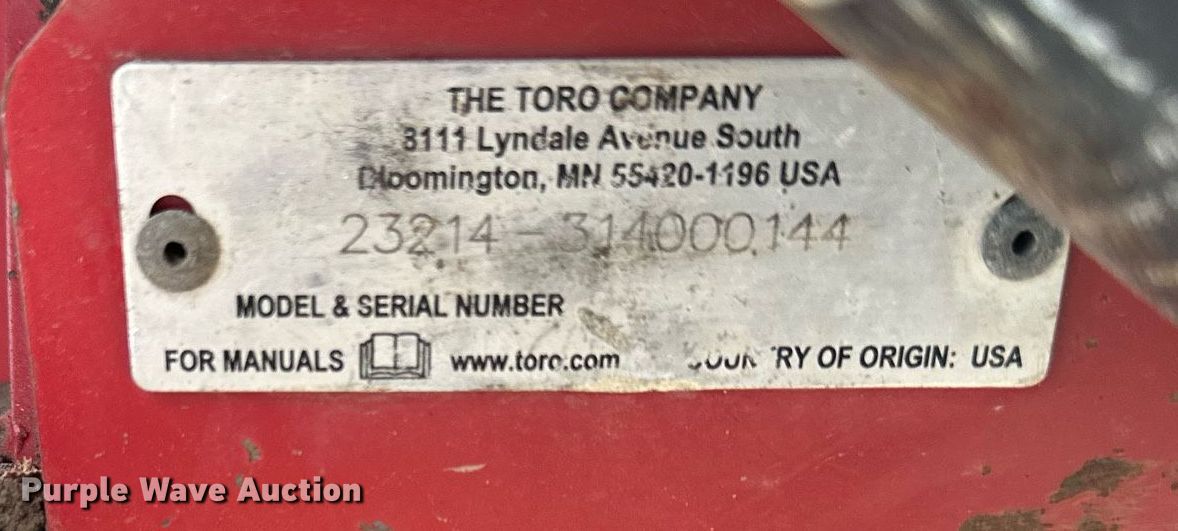 THE TORO COMPANY
8111 Lyndale Avenue South
Bloomington, MN 55420-1196 USA
23214-314000144
MODEL & SERIAL NUMBER
FOR MANUALS www.toro.com COUNTRY OF ORIGIN: USA
Purple Wave Auction